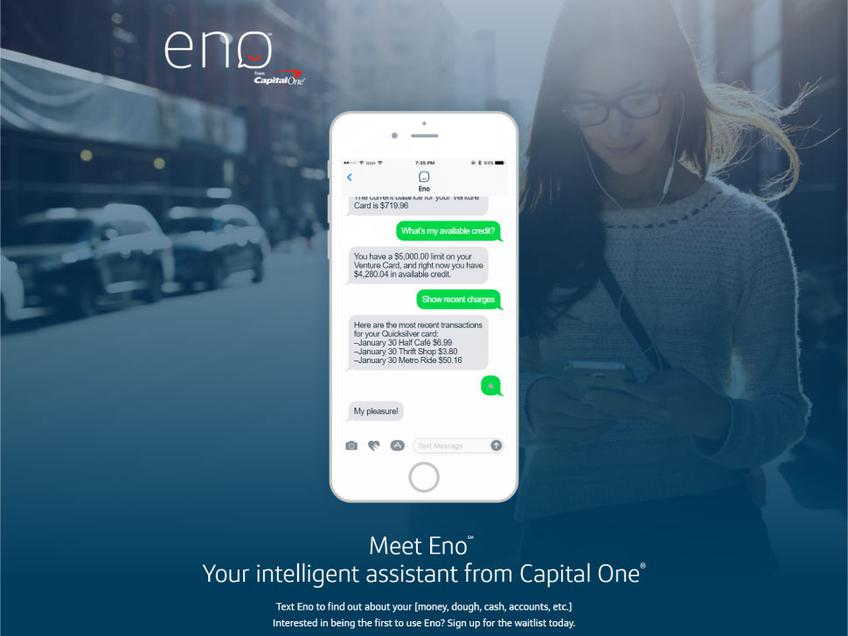 eno℠
from
CapitalOne®
7:35 PM
93%
Eno
The current balance for your Venture
Card is $719.96
What's my available credit?
You have a $5,000.00 limit on your
Venture Card, and right now you have
$4,280.04 in available credit.
Show recent charges
Here are the most recent transactions
for your Quicksilver card:
–January 30 Half Café $6.99
–January 30 Thrift Shop $3.80
–January 30 Metro Ride $50.16
My pleasure!
Text Message
Meet Eno℠
Your intelligent assistant from Capital One®
Text Eno to find out about your [money, dough, cash, accounts, etc.]
Interested in being the first to use Eno? Sign up for the waitlist today.